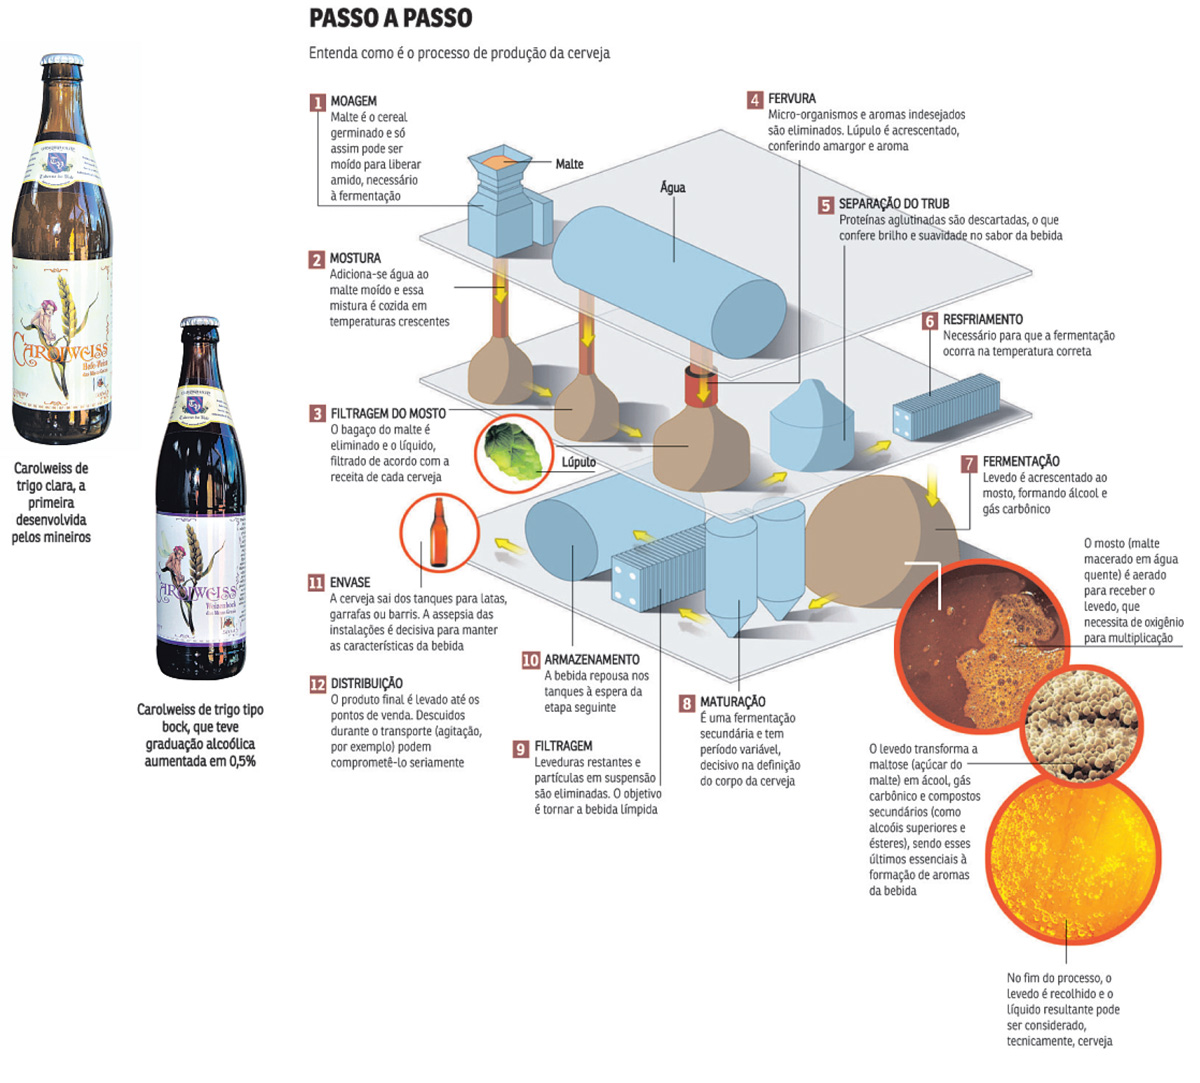 PASSO A PASSO
Entenda como é o processo de produção da cerveja
1 MOAGEM
Malte é o cereal
germinado e só
assim pode ser
moído para liberar
amido, necessário
à fermentação
Malte
Água
2 MOSTURA
Adiciona-se água ao
malte moído e essa
mistura é cozida em
temperaturas crescentes
3 FILTRAGEM DO MOSTO
O bagaço do malte é
eliminado e o líquido,
filtrado de acordo com a
receita de cada cerveja
Lúpulo
4 FERVURA
Micro-organismos e aromas indesejados
são eliminados. Lúpulo é acrescentado,
conferindo amargor e aroma
5 SEPARAÇÃO DO TRUB
Proteínas aglutinadas são descartadas, o que
confere brilho e suavidade no sabor da bebida
6 RESFRIAMENTO
Necessário para que a fermentação
ocorra na temperatura correta
7 FERMENTAÇÃO
Levedo é acrescentado ao
mosto, formando álcool e
gás carbônico
O mosto (malte
macerado em água
quente) é aerado
para receber o
levedo, que
necessita de oxigênio
para multiplicação
O levedo transforma a
maltose (açúcar do
malte) em ácool, gás
carbônico e compostos
secundários (como
alcoóis superiores e
ésteres), sendo esses
últimos essenciais à
formação de aromas
da bebida
No fim do processo, o
levedo é recolhido e o
líquido resultante pode
ser considerado,
tecnicamente, cerveja
8 MATURAÇÃO
É uma fermentação
secundária e tem
período variável,
decisivo na definição
do corpo da cerveja
9 FILTRAGEM
Leveduras restantes e
partículas em suspensão
são eliminadas. O objetivo
é tornar a bebida límpida
10 ARMAZENAMENTO
A bebida repousa nos
tanques à espera da
etapa seguinte
11 ENVASE
A cerveja sai dos tanques para latas,
garrafas ou barris. A assepsia das
instalações é decisiva para manter
as características da bebida
12 DISTRIBUIÇÃO
O produto final é levado até os
pontos de venda. Descuidos
durante o transporte (agitação,
por exemplo) podem
comprometê-lo seriamente
CAROLWEISS
Carolweiss de
trigo clara, a
primeira
desenvolvida
pelos mineiros
CAROLWEISS
Weizenbock
Carolweiss de trigo tipo
bock, que teve
graduação alcoólica
aumentada em 0,5%